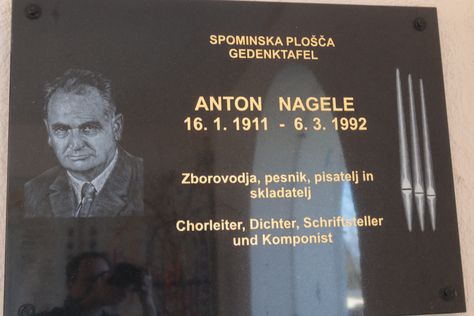 SPOMINSKA PLOŠČA
GEDENKTAFEL
ANTON NAGELE
16. 1. 1911 - 6. 3. 1992
Zborovodja, pesnik, pisatelj in
skladatelj
Chorleiter, Dichter, Schriftsteller
und Komponist